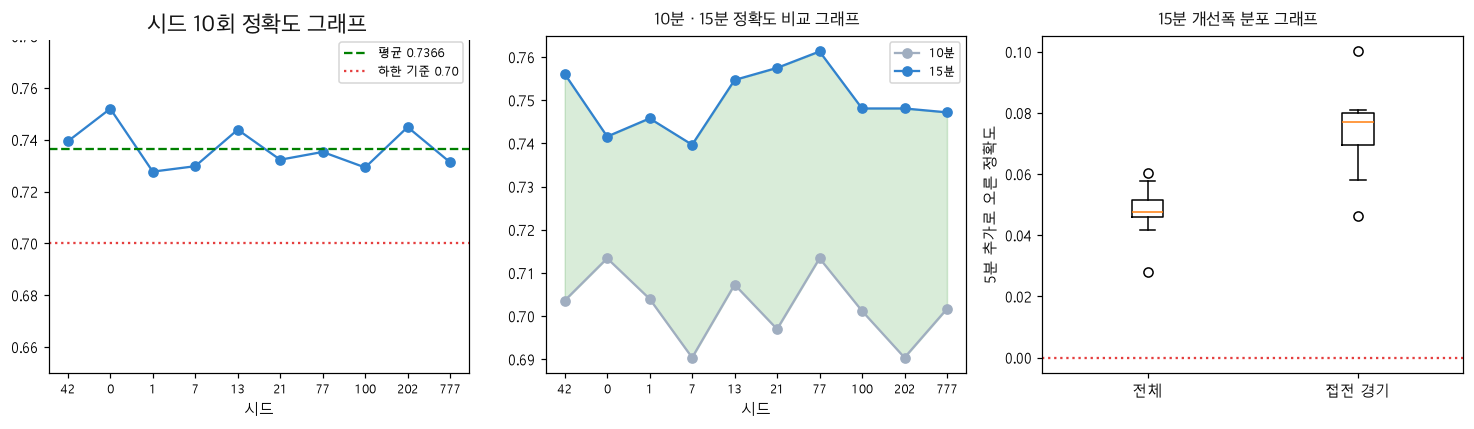 시드 10회 정확도 그래프
0.76
0.74
0.72
0.70
0.68
0.66
평균 0.7366
하한 기준 0.70
42 0 1 7 13 21 77 100 202 777
시드
10분 · 15분 정확도 비교 그래프
0.76
0.75
0.74
0.73
0.72
0.71
0.70
0.69
10분
15분
42 0 1 7 13 21 77 100 202 777
시드
15분 개선폭 분포 그래프
5분 추가로 오른 정확도
0.10
0.08
0.06
0.04
0.02
0.00
전체 접전 경기